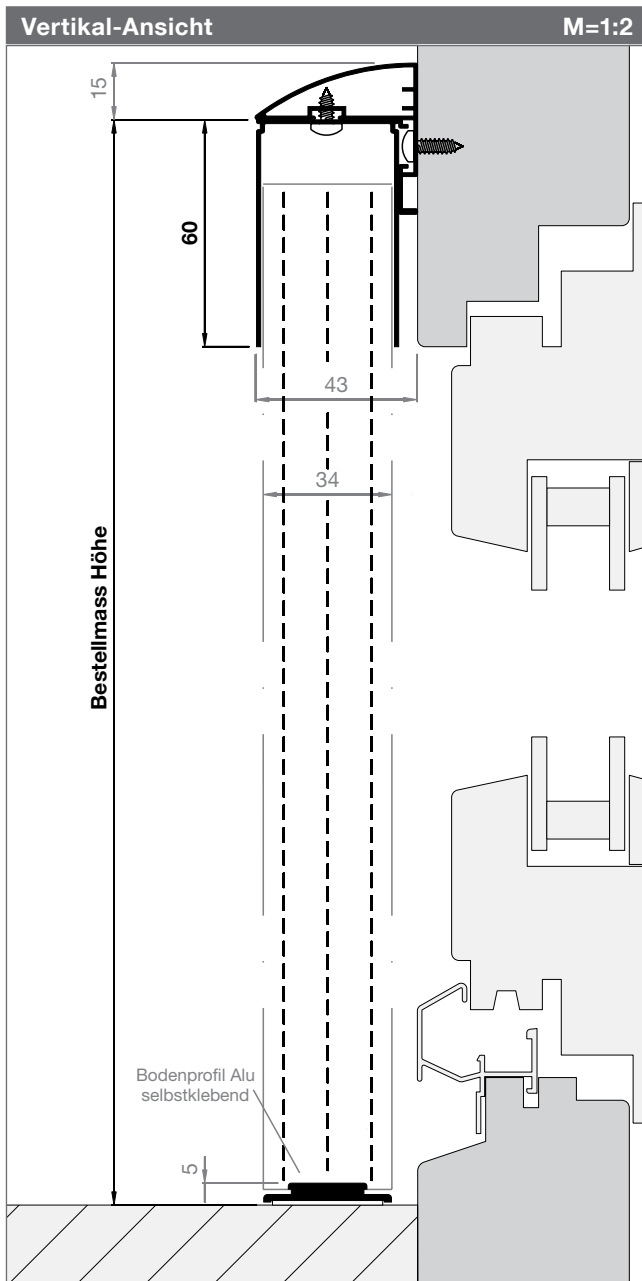 Vertikal-Ansicht M=1:2
15
60
43
34
Bestellmass Höhe
Bodenprofil Alu
selbstklebend
5